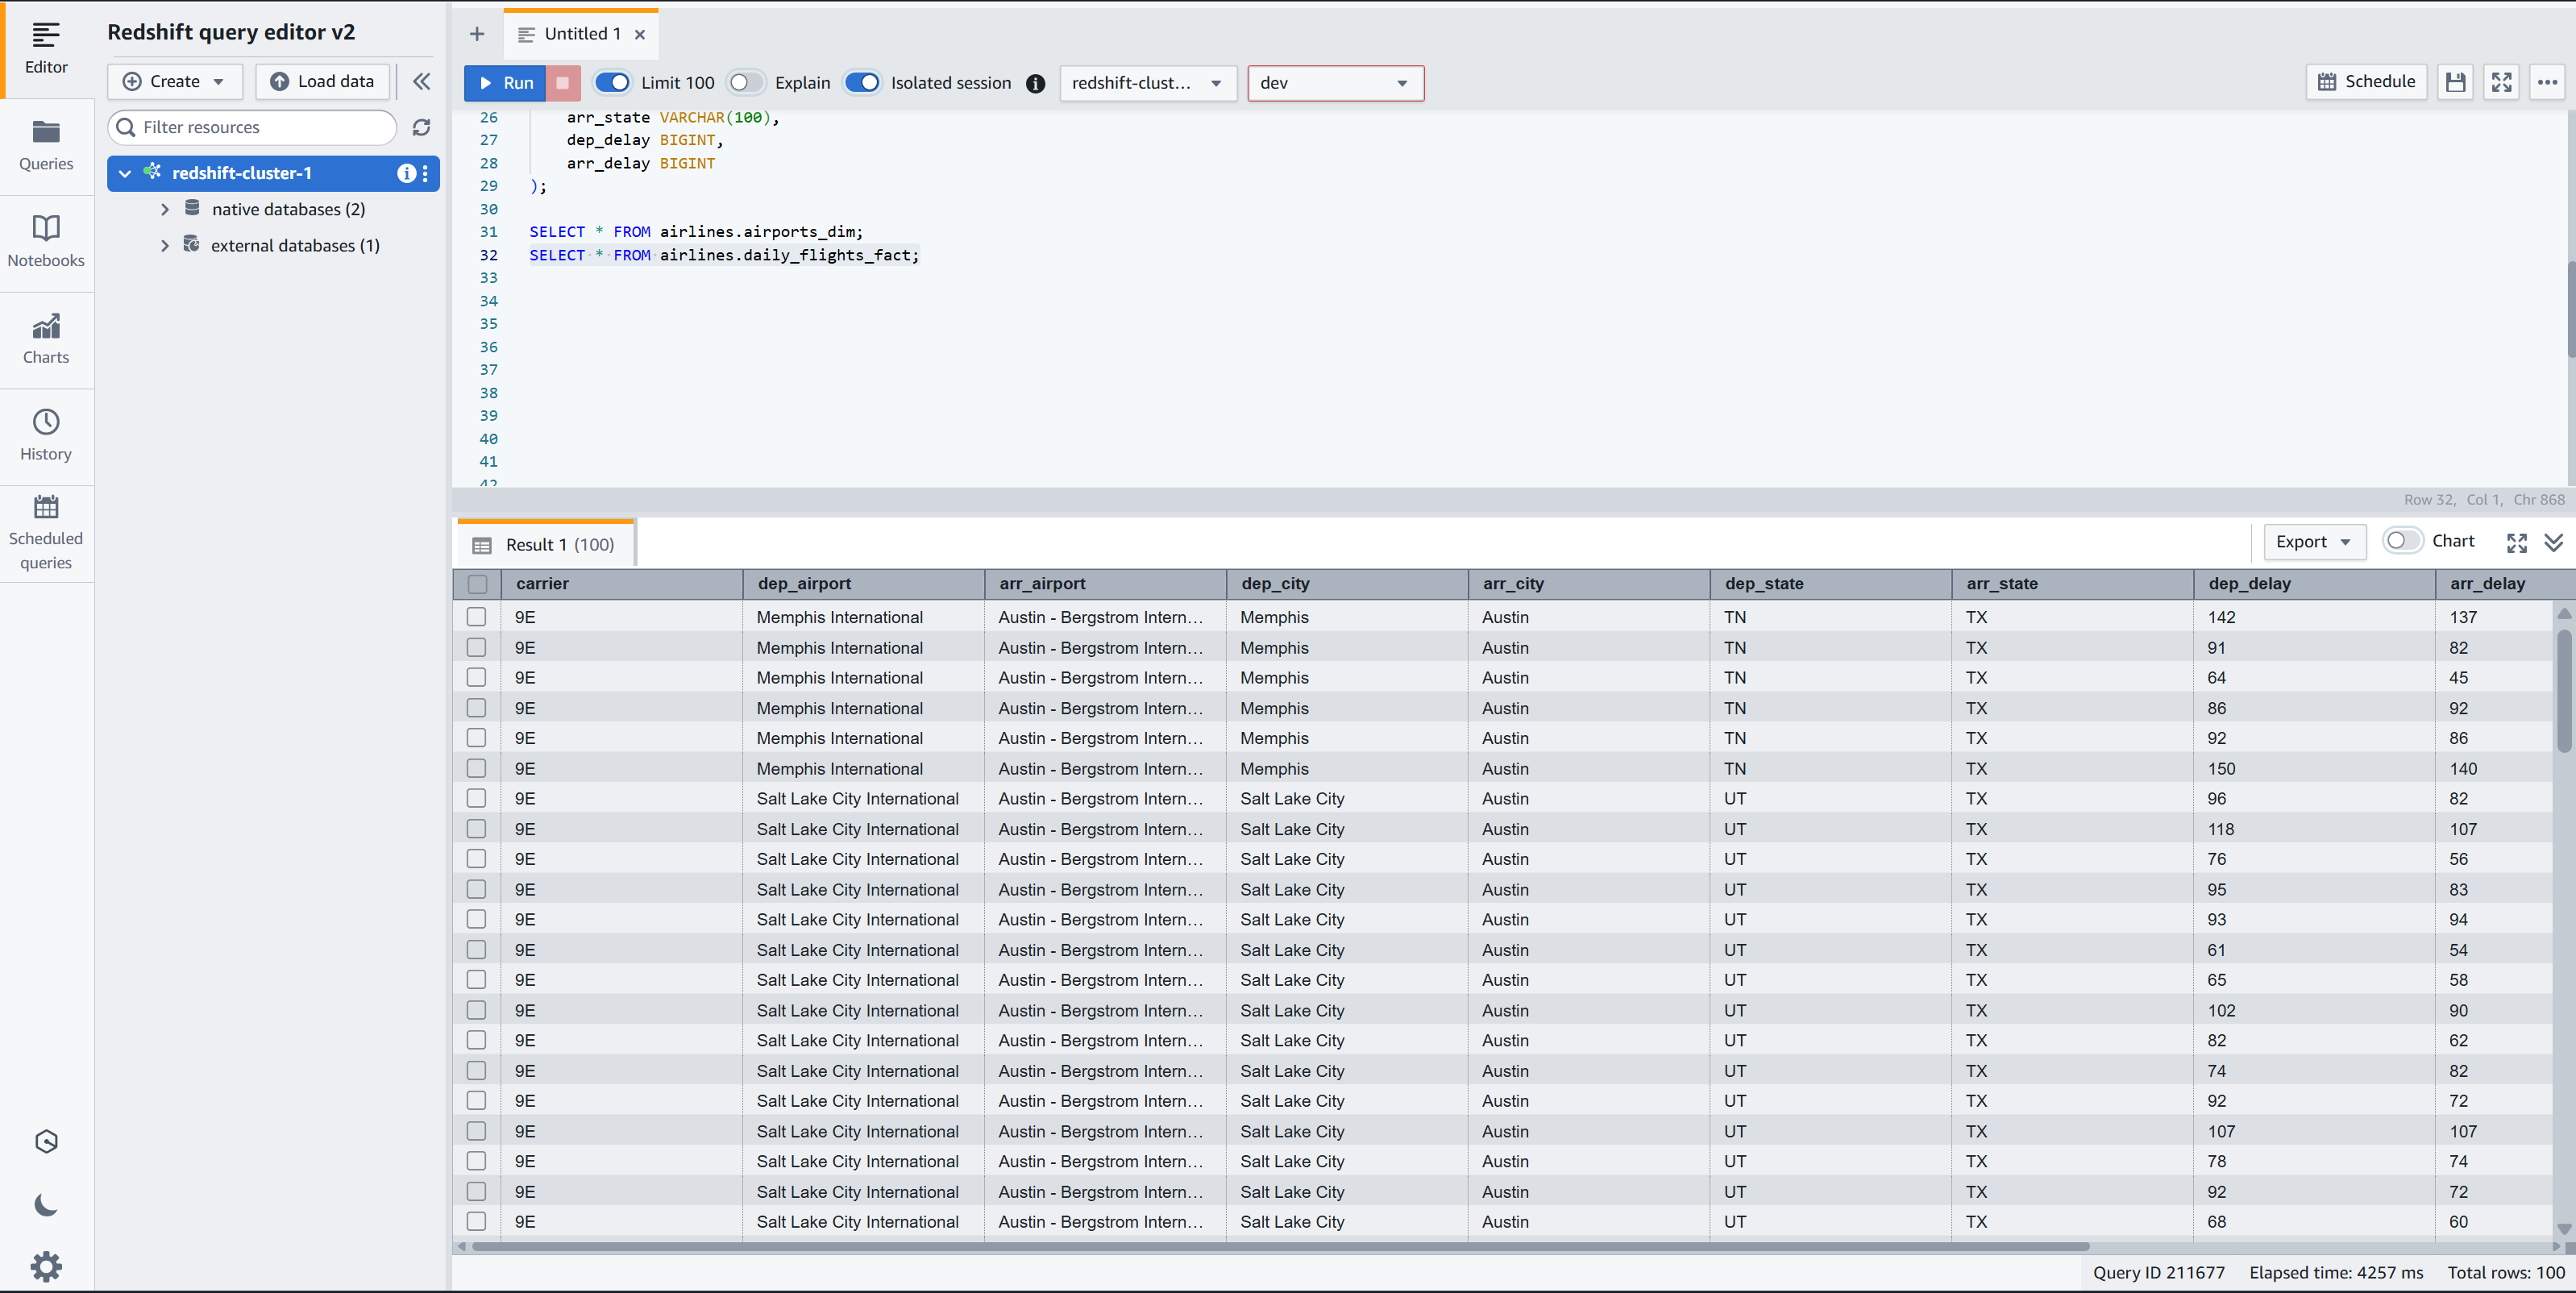 Editor
Queries
Notebooks
Charts
History
Scheduled
queries
Redshift query editor v2
Create
Load data
Filter resources
redshift-cluster-1
native databases (2)
external databases (1)
Untitled 1
Run Limit 100 Explain Isolated session redshift-clust... dev Schedule
26 arr_state VARCHAR(100),
27 dep_delay BIGINT,
28 arr_delay BIGINT
29 );
30
31 SELECT * FROM airlines.airports_dim;
32 SELECT * FROM airlines.daily_flights_fact;
33
34
35
36
37
38
39
40
41
42
Row 32, Col 1, Chr 868
Result 1 (100) Export Chart
carrier dep_airport arr_airport dep_city arr_city dep_state arr_state dep_delay arr_delay
9E Memphis International Austin - Bergstrom Intern... Memphis Austin TN TX 142 137
9E Memphis International Austin - Bergstrom Intern... Memphis Austin TN TX 91 82
9E Memphis International Austin - Bergstrom Intern... Memphis Austin TN TX 64 45
9E Memphis International Austin - Bergstrom Intern... Memphis Austin TN TX 86 92
9E Memphis International Austin - Bergstrom Intern... Memphis Austin TN TX 92 86
9E Memphis International Austin - Bergstrom Intern... Memphis Austin TN TX 150 140
9E Salt Lake City International Austin - Bergstrom Intern... Salt Lake City Austin UT TX 96 82
9E Salt Lake City International Austin - Bergstrom Intern... Salt Lake City Austin UT TX 118 107
9E Salt Lake City International Austin - Bergstrom Intern... Salt Lake City Austin UT TX 76 56
9E Salt Lake City International Austin - Bergstrom Intern... Salt Lake City Austin UT TX 95 83
9E Salt Lake City International Austin - Bergstrom Intern... Salt Lake City Austin UT TX 93 94
9E Salt Lake City International Austin - Bergstrom Intern... Salt Lake City Austin UT TX 61 54
9E Salt Lake City International Austin - Bergstrom Intern... Salt Lake City Austin UT TX 65 58
9E Salt Lake City International Austin - Bergstrom Intern... Salt Lake City Austin UT TX 102 90
9E Salt Lake City International Austin - Bergstrom Intern... Salt Lake City Austin UT TX 82 62
9E Salt Lake City International Austin - Bergstrom Intern... Salt Lake City Austin UT TX 74 82
9E Salt Lake City International Austin - Bergstrom Intern... Salt Lake City Austin UT TX 92 72
9E Salt Lake City International Austin - Bergstrom Intern... Salt Lake City Austin UT TX 107 107
9E Salt Lake City International Austin - Bergstrom Intern... Salt Lake City Austin UT TX 78 74
9E Salt Lake City International Austin - Bergstrom Intern... Salt Lake City Austin UT TX 92 72
9E Salt Lake City International Austin - Bergstrom Intern... Salt Lake City Austin UT TX 68 60
Query ID 211677 Elapsed time: 4257 ms Total rows: 100